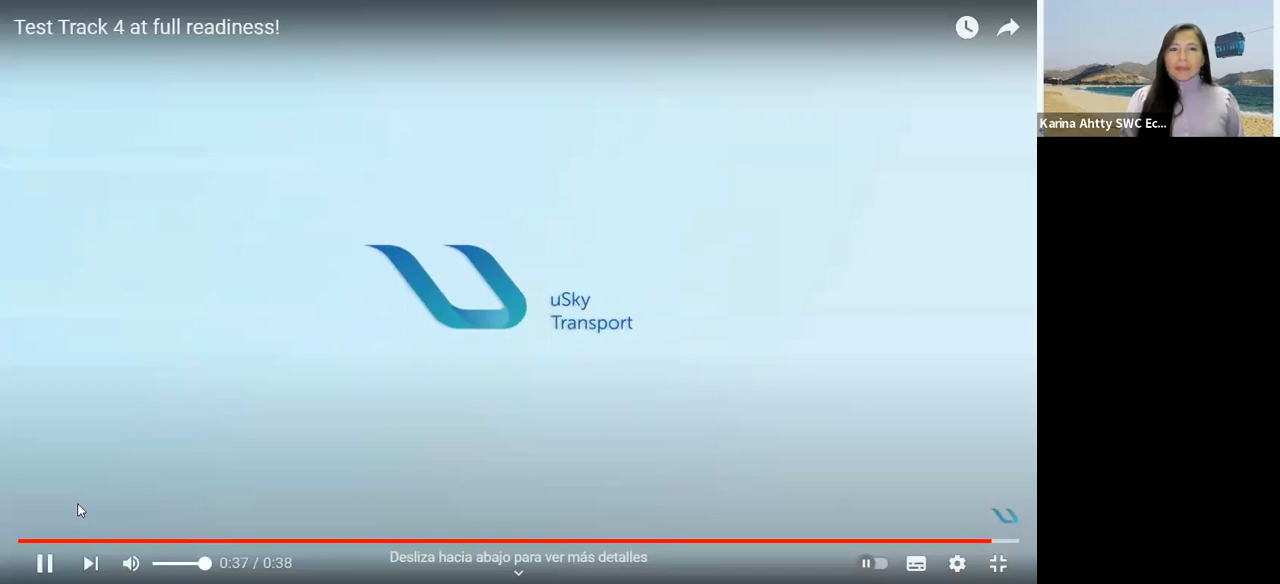 Test Track 4 at full readiness!
Karina Ahtty SWC Ec...
uSky
Transport
0:37 / 0:38
Desliza hacia abajo para ver más detalles